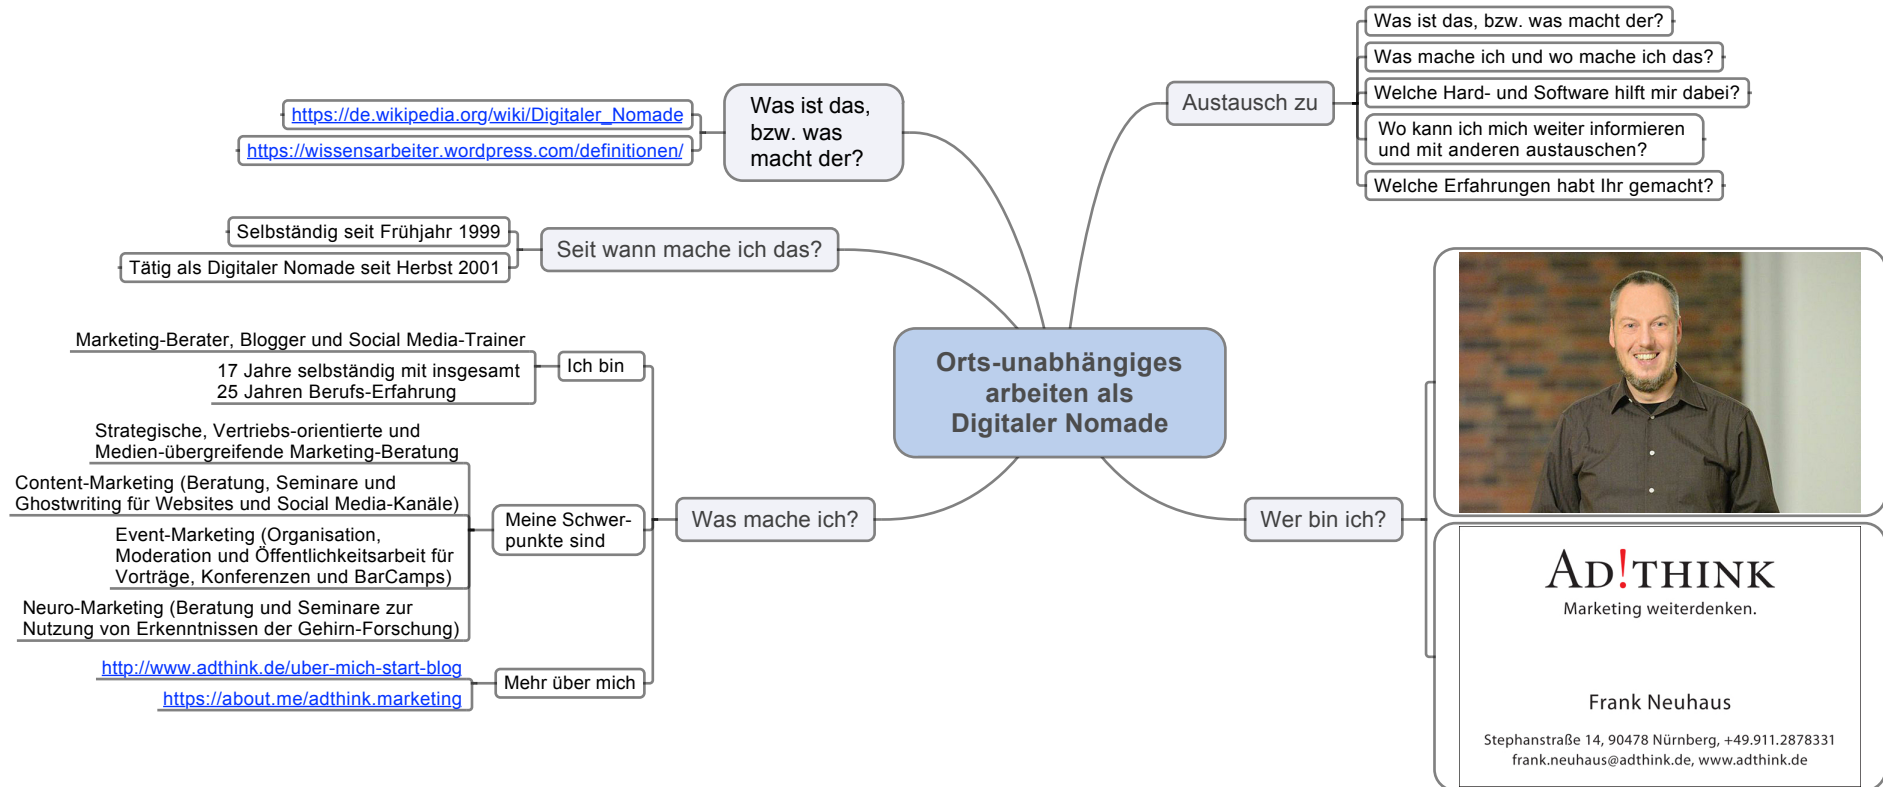 Orts-unabhängiges
arbeiten als
Digitaler Nomade
Austausch zu
Was ist das, bzw. was macht der?
Was mache ich und wo mache ich das?
Welche Hard- und Software hilft mir dabei?
Wo kann ich mich weiter informieren
und mit anderen austauschen?
Welche Erfahrungen habt Ihr gemacht?
Wer bin ich?
AD!THINK
Marketing weiterdenken.
Frank Neuhaus
Stephanstraße 14, 90478 Nürnberg, +49.911.2878331
frank.neuhaus@adthink.de, www.adthink.de
Was ist das,
bzw. was
macht der?
https://de.wikipedia.org/wiki/Digitaler_Nomade
https://wissensarbeiter.wordpress.com/definitionen/
Seit wann mache ich das?
Selbständig seit Frühjahr 1999
Tätig als Digitaler Nomade seit Herbst 2001
Was mache ich?
Ich bin
Marketing-Berater, Blogger und Social Media-Trainer
17 Jahre selbständig mit insgesamt
25 Jahren Berufs-Erfahrung
Meine Schwer-
punkte sind
Strategische, Vertriebs-orientierte und
Medien-übergreifende Marketing-Beratung
Content-Marketing (Beratung, Seminare und
Ghostwriting für Websites und Social Media-Kanäle)
Event-Marketing (Organisation,
Moderation und Öffentlichkeitsarbeit für
Vorträge, Konferenzen und BarCamps)
Neuro-Marketing (Beratung und Seminare zur
Nutzung von Erkenntnissen der Gehirn-Forschung)
Mehr über mich
http://www.adthink.de/uber-mich-start-blog
https://about.me/adthink.marketing